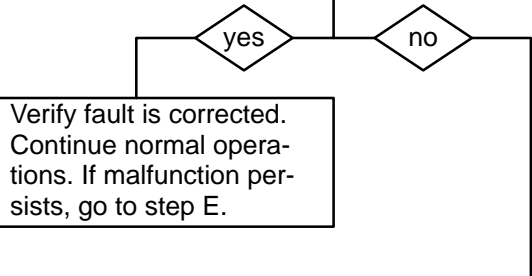 yes
no
Verify fault is corrected.
Continue normal opera-
tions. If malfunction per-
sists, go to step E.